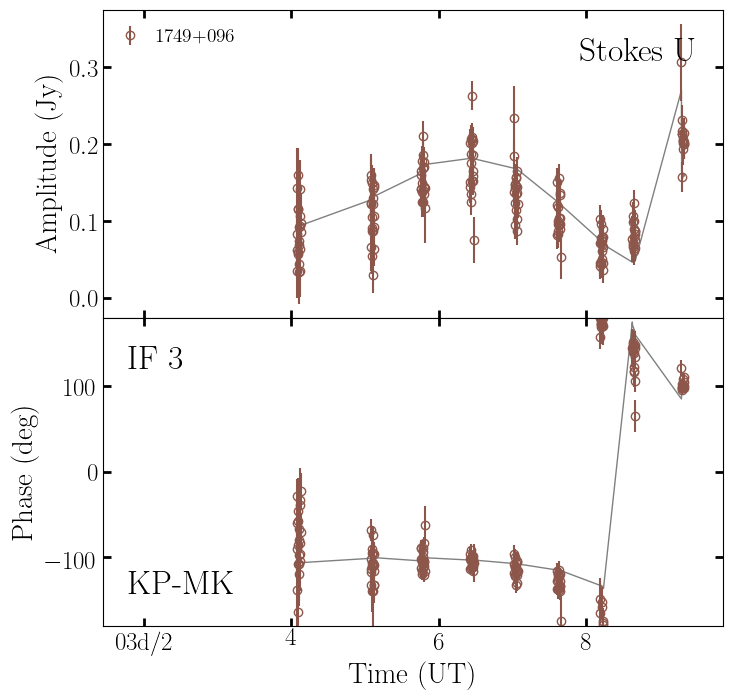 1749+096
Stokes U
0.3
0.2
0.1
0.0
Amplitude (Jy)
IF 3
100
0
−100
Phase (deg)
KP-MK
03d/2
4
6
8
Time (UT)